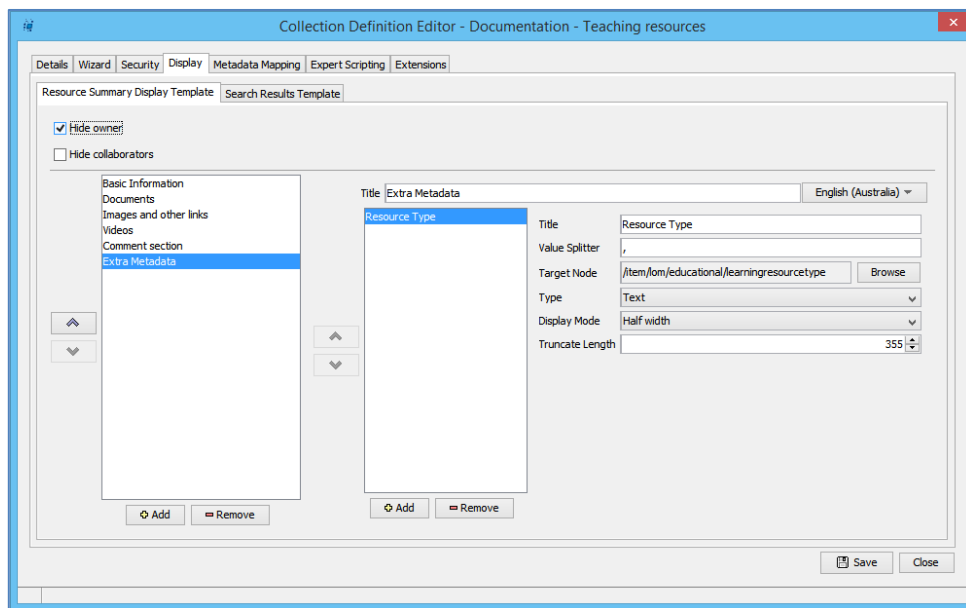 Collection Definition Editor - Documentation - Teaching resources
Details Wizard Security Display Metadata Mapping Expert Scripting Extensions
Resource Summary Display Template Search Results Template
Hide owner
Hide collaborators
Basic Information
Documents
Images and other links
Videos
Comment section
Extra Metadata
Add Remove
Title Extra Metadata English (Australia)
Resource Type
Add Remove
Title Resource Type
Value Splitter ,
Target Node /item/lom/educational/learningresourcetype Browse
Type Text
Display Mode Half width
Truncate Length 355
Save Close